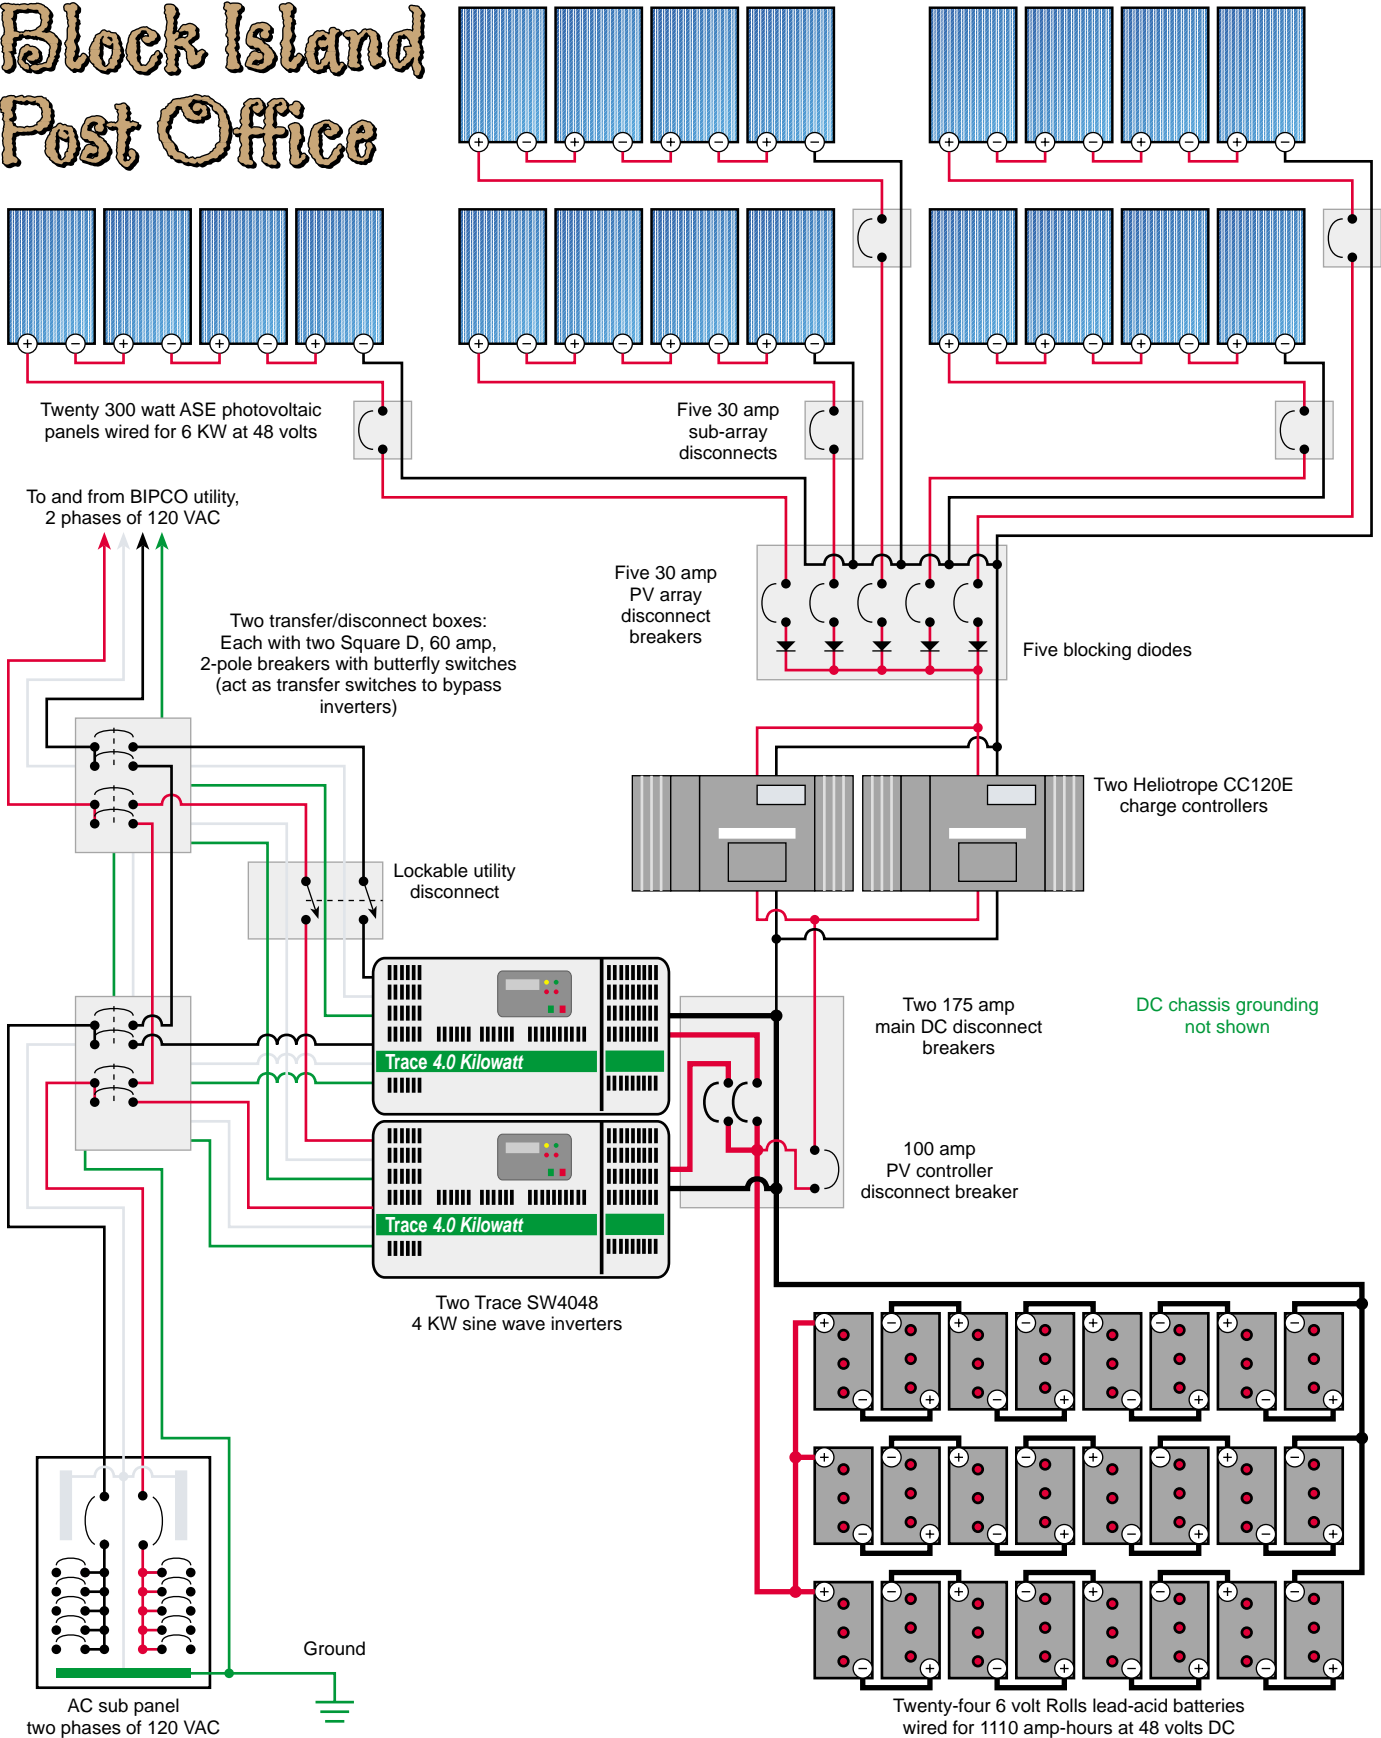 Block Island
Post Office
Twenty 300 watt ASE photovoltaic
panels wired for 6 KW at 48 volts
Five 30 amp
sub-array
disconnects
To and from BIPCO utility,
2 phases of 120 VAC
Five 30 amp
PV array
disconnect
breakers
Two transfer/disconnect boxes:
Each with two Square D, 60 amp,
2-pole breakers with butterfly switches
(act as transfer switches to bypass
inverters)
Five blocking diodes
Two Heliotrope CC120E
charge controllers
Lockable utility
disconnect
Two 175 amp
main DC disconnect
breakers
DC chassis grounding
not shown
Trace 4.0 Kilowatt
100 amp
PV controller
disconnect breaker
Trace 4.0 Kilowatt
Two Trace SW4048
4 KW sine wave inverters
Ground
AC sub panel
two phases of 120 VAC
Twenty-four 6 volt Rolls lead-acid batteries
wired for 1110 amp-hours at 48 volts DC